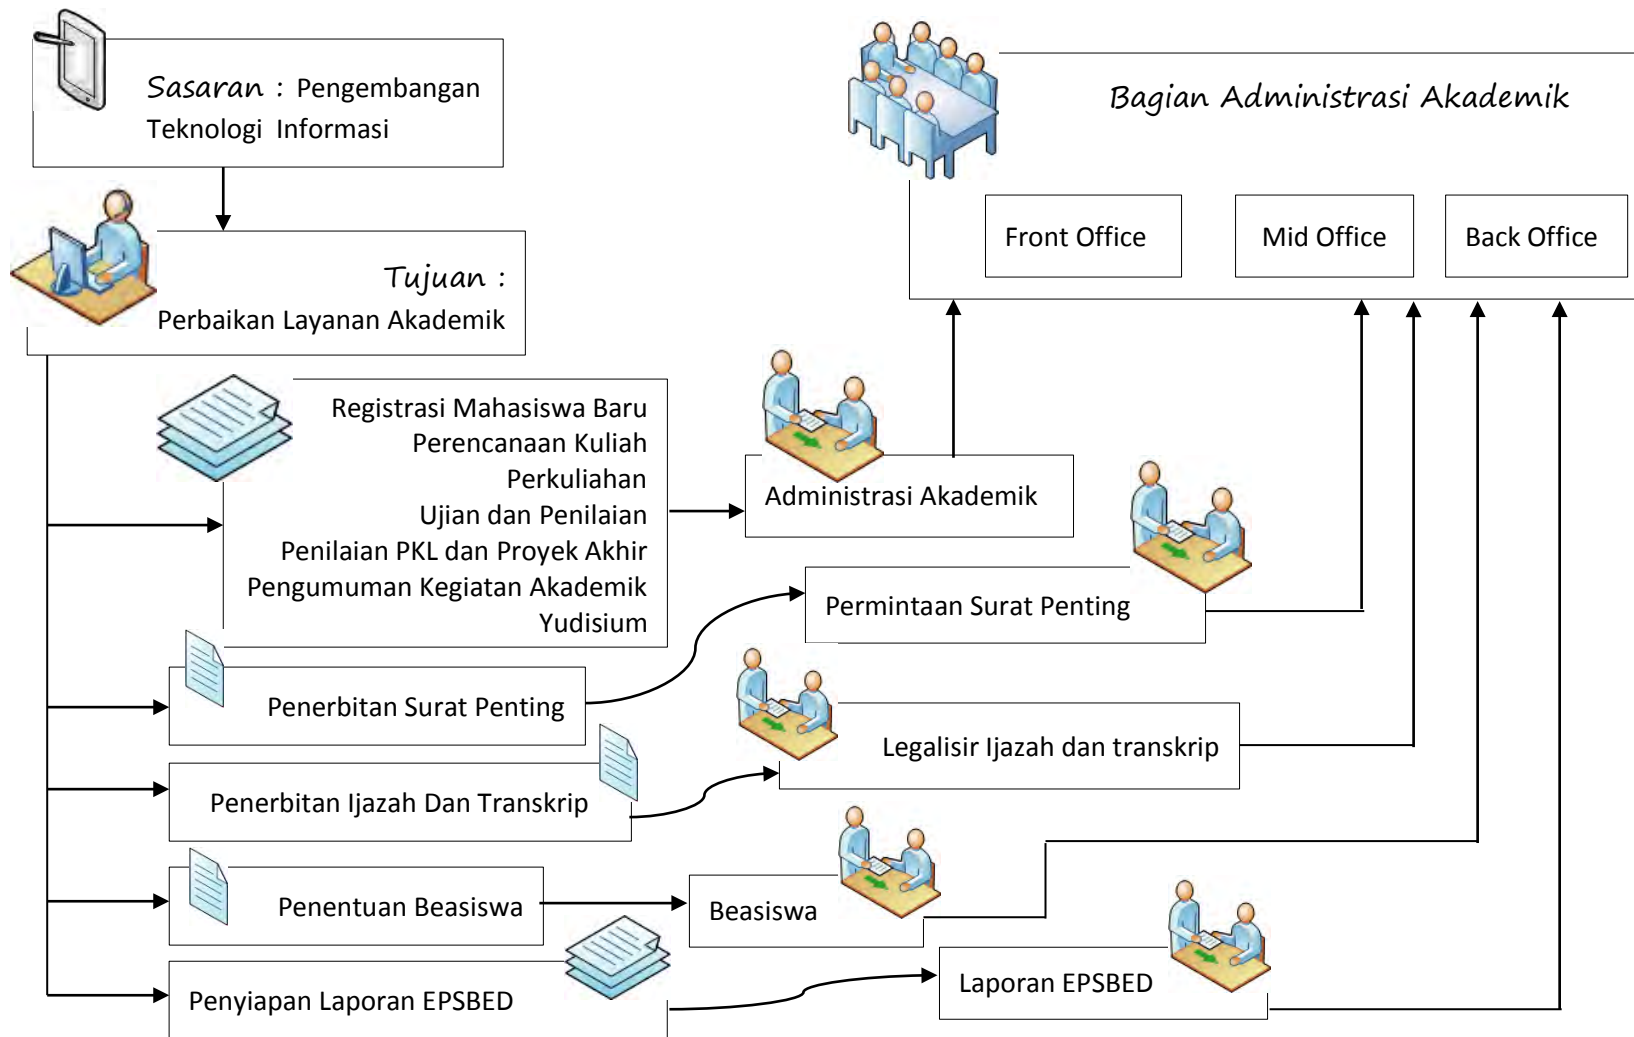 Sasaran : Pengembangan
Teknologi Informasi
Bagian Administrasi Akademik
Front Office
Mid Office
Back Office
Tujuan :
Perbaikan Layanan Akademik
Registrasi Mahasiswa Baru
Perencanaan Kuliah
Perkuliahan
Ujian dan Penilaian
Penilaian PKL dan Proyek Akhir
Pengumuman Kegiatan Akademik
Yudisium
Administrasi Akademik
Permintaan Surat Penting
Penerbitan Surat Penting
Legalisir Ijazah dan transkrip
Penerbitan Ijazah Dan Transkrip
Penentuan Beasiswa
Beasiswa
Penyiapan Laporan EPSBED
Laporan EPSBED